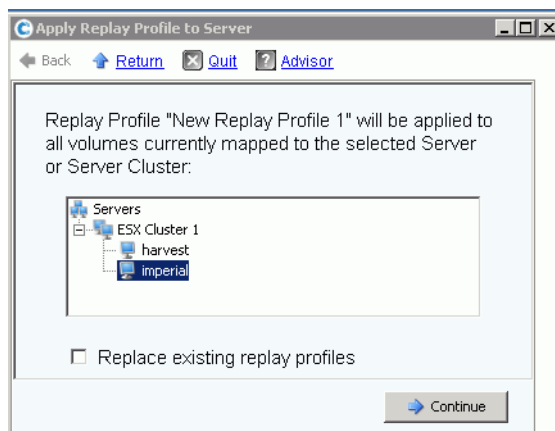 Apply Replay Profile to Server
Back Return Quit Advisor
Replay Profile "New Replay Profile 1" will be applied to
all volumes currently mapped to the selected Server
or Server Cluster:
Servers
ESX Cluster 1
harvest
imperial
Replace existing replay profiles
Continue